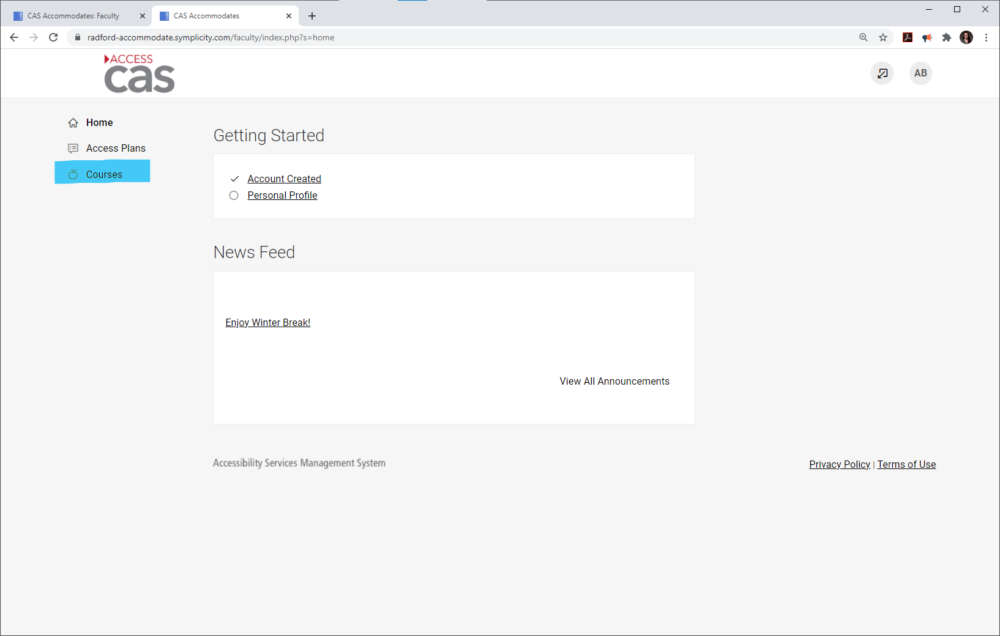 CAS Accommodates: Faculty
CAS Accommodates
radford-accommodate.symplicity.com/faculty/index.php?s=home
ACCESS
cas
AB
Home
Access Plans
Courses
Getting Started
Account Created
Personal Profile
News Feed
Enjoy Winter Break!
View All Announcements
Accessibility Services Management System
Privacy Policy | Terms of Use